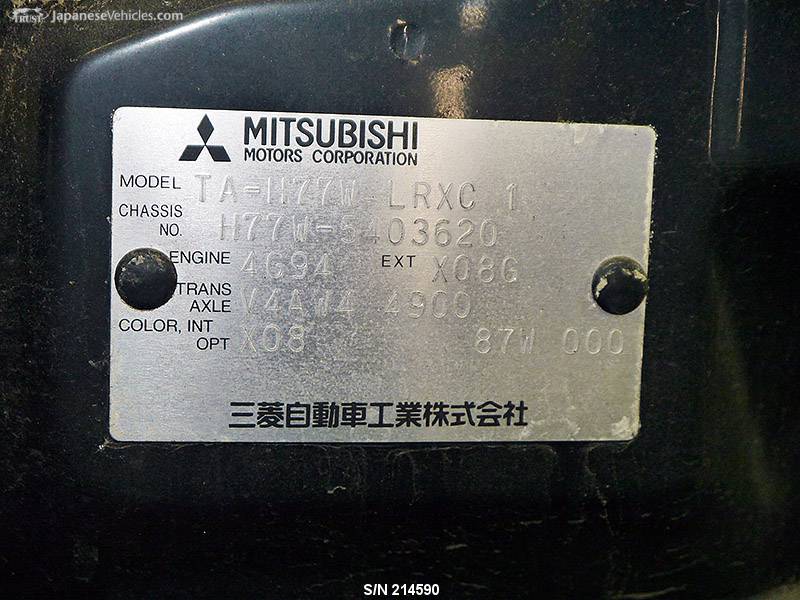 TRUST JapaneseVehicles.com
MITSUBISHI
MOTORS CORPORATION
MODEL TA-H77W LRXC 1
CHASSIS
NO. H77W-5403620
ENGINE 4G94 EXT X08G
TRANS
AXLE V4AW4 4900
COLOR, INT
OPT X08 87W 000
三菱自動車工業株式会社
S/N 214590